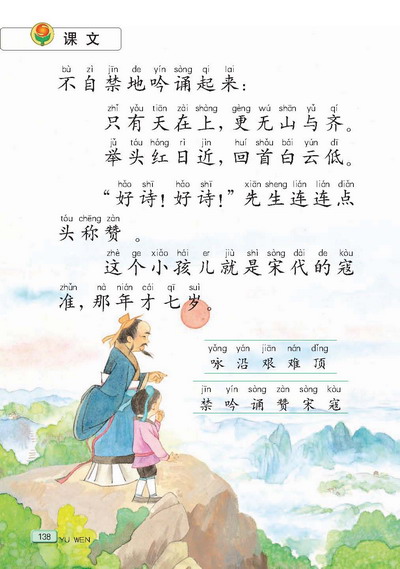 课文
bù zì jīn de yín sòng qi lai
不自禁地吟诵起来：
zhǐ yǒu tiān zài shàng gèng wú shān yǔ qí
只有天在上，更无山与齐。
jǔ tóu hóng rì jìn huí shǒu bái yún dī
举头红日近，回首白云低。
hǎo shī hǎo shī xiān sheng lián lián diǎn
“好诗！好诗！”先生连连点
tóu chēng zàn
头称赞。
zhè ge xiǎo hái er jiù shì sòng dài de kòu
这个小孩儿就是宋代的寇
zhǔn nà nián cái qī suì
准，那年才七岁。
yǒng yán jiān nán dǐng
咏沿艰难顶
jīn yín sòng zàn sòng kòu
禁吟诵赞宋寇
138 YU WEN